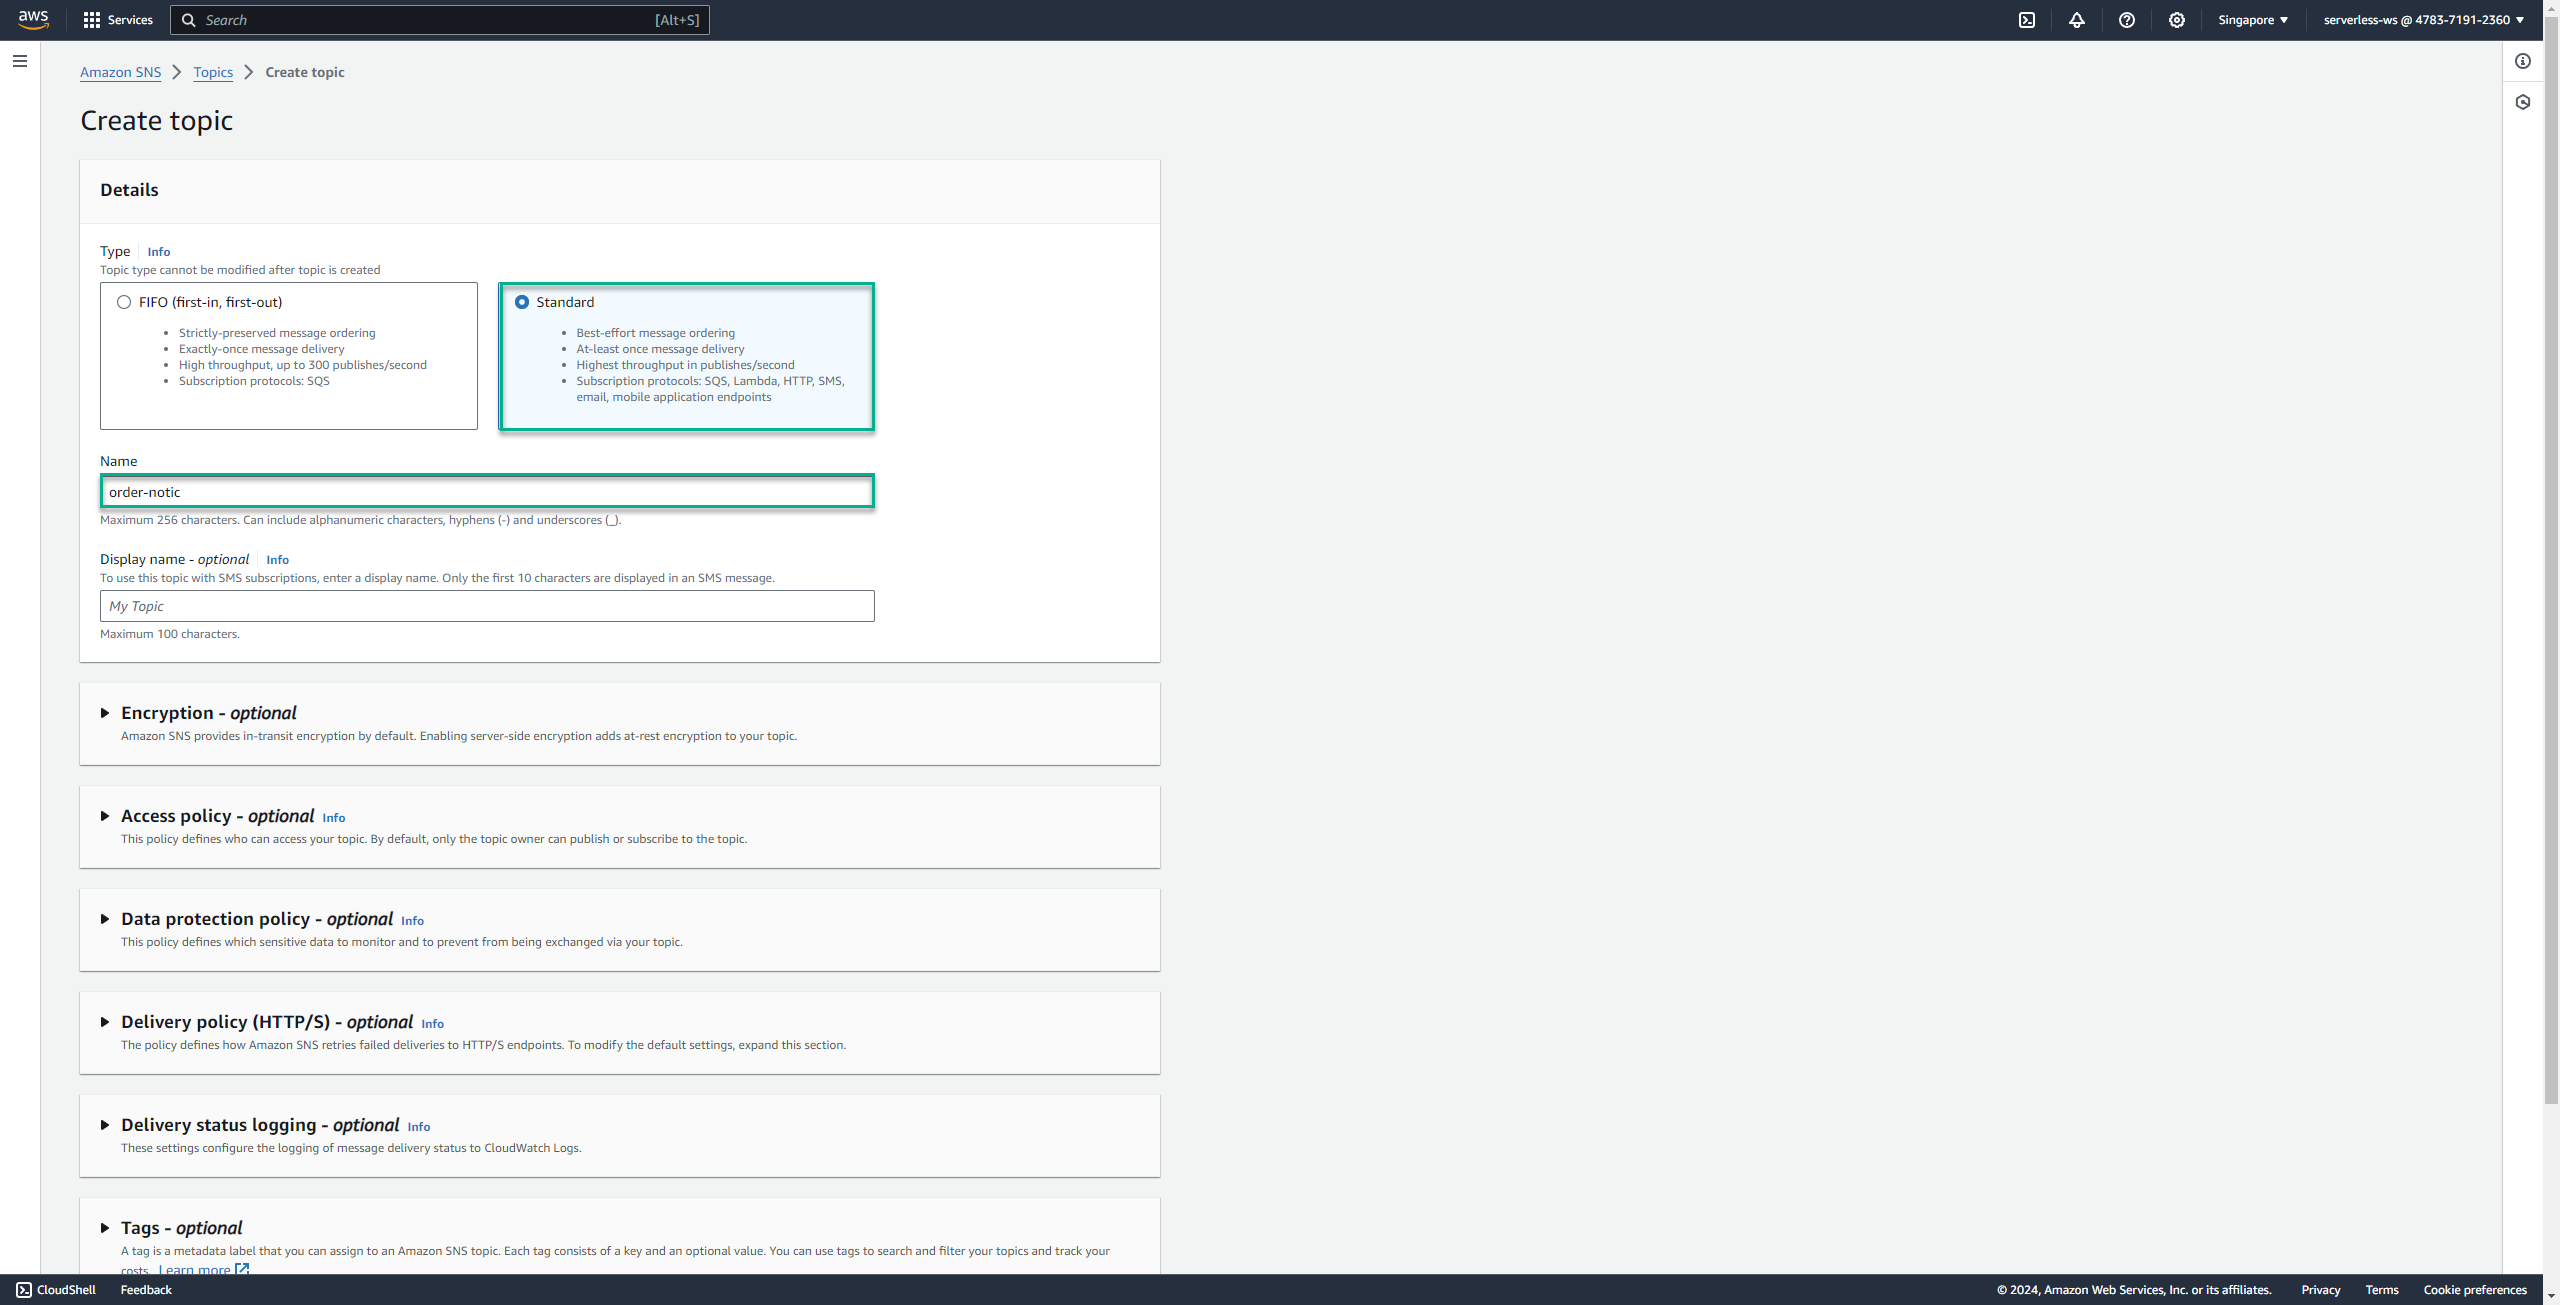 aws
Services
Search
[Alt+S]
Singapore
serverless-ws @ 4783-7191-2360
Amazon SNS
Topics
Create topic
Create topic
Details
Type
Info
Topic type cannot be modified after topic is created
FIFO (first-in, first-out)
Strictly-preserved message ordering
Exactly-once message delivery
High throughput, up to 300 publishes/second
Subscription protocols: SQS
Standard
Best-effort message ordering
At-least once message delivery
Highest throughput in publishes/second
Subscription protocols: SQS, Lambda, HTTP, SMS,
email, mobile application endpoints
Name
order-notic
Maximum 256 characters. Can include alphanumeric characters, hyphens (-) and underscores (_).
Display name - optional
Info
To use this topic with SMS subscriptions, enter a display name. Only the first 10 characters are displayed in an SMS message.
My Topic
Maximum 100 characters.
Encryption - optional
Amazon SNS provides in-transit encryption by default. Enabling server-side encryption adds at-rest encryption to your topic.
Access policy - optional Info
This policy defines who can access your topic. By default, only the topic owner can publish or subscribe to the topic.
Data protection policy - optional Info
This policy defines which sensitive data to monitor and to prevent from being exchanged via your topic.
Delivery policy (HTTP/S) - optional Info
The policy defines how Amazon SNS retries failed deliveries to HTTP/S endpoints. To modify the default settings, expand this section.
Delivery status logging - optional Info
These settings configure the logging of message delivery status to CloudWatch Logs.
Tags - optional
A tag is a metadata label that you can assign to an Amazon SNS topic. Each tag consists of a key and an optional value. You can use tags to search and filter your topics and track your
costs. Learn more
CloudShell
Feedback
© 2024, Amazon Web Services, Inc. or its affiliates.
Privacy
Terms
Cookie preferences